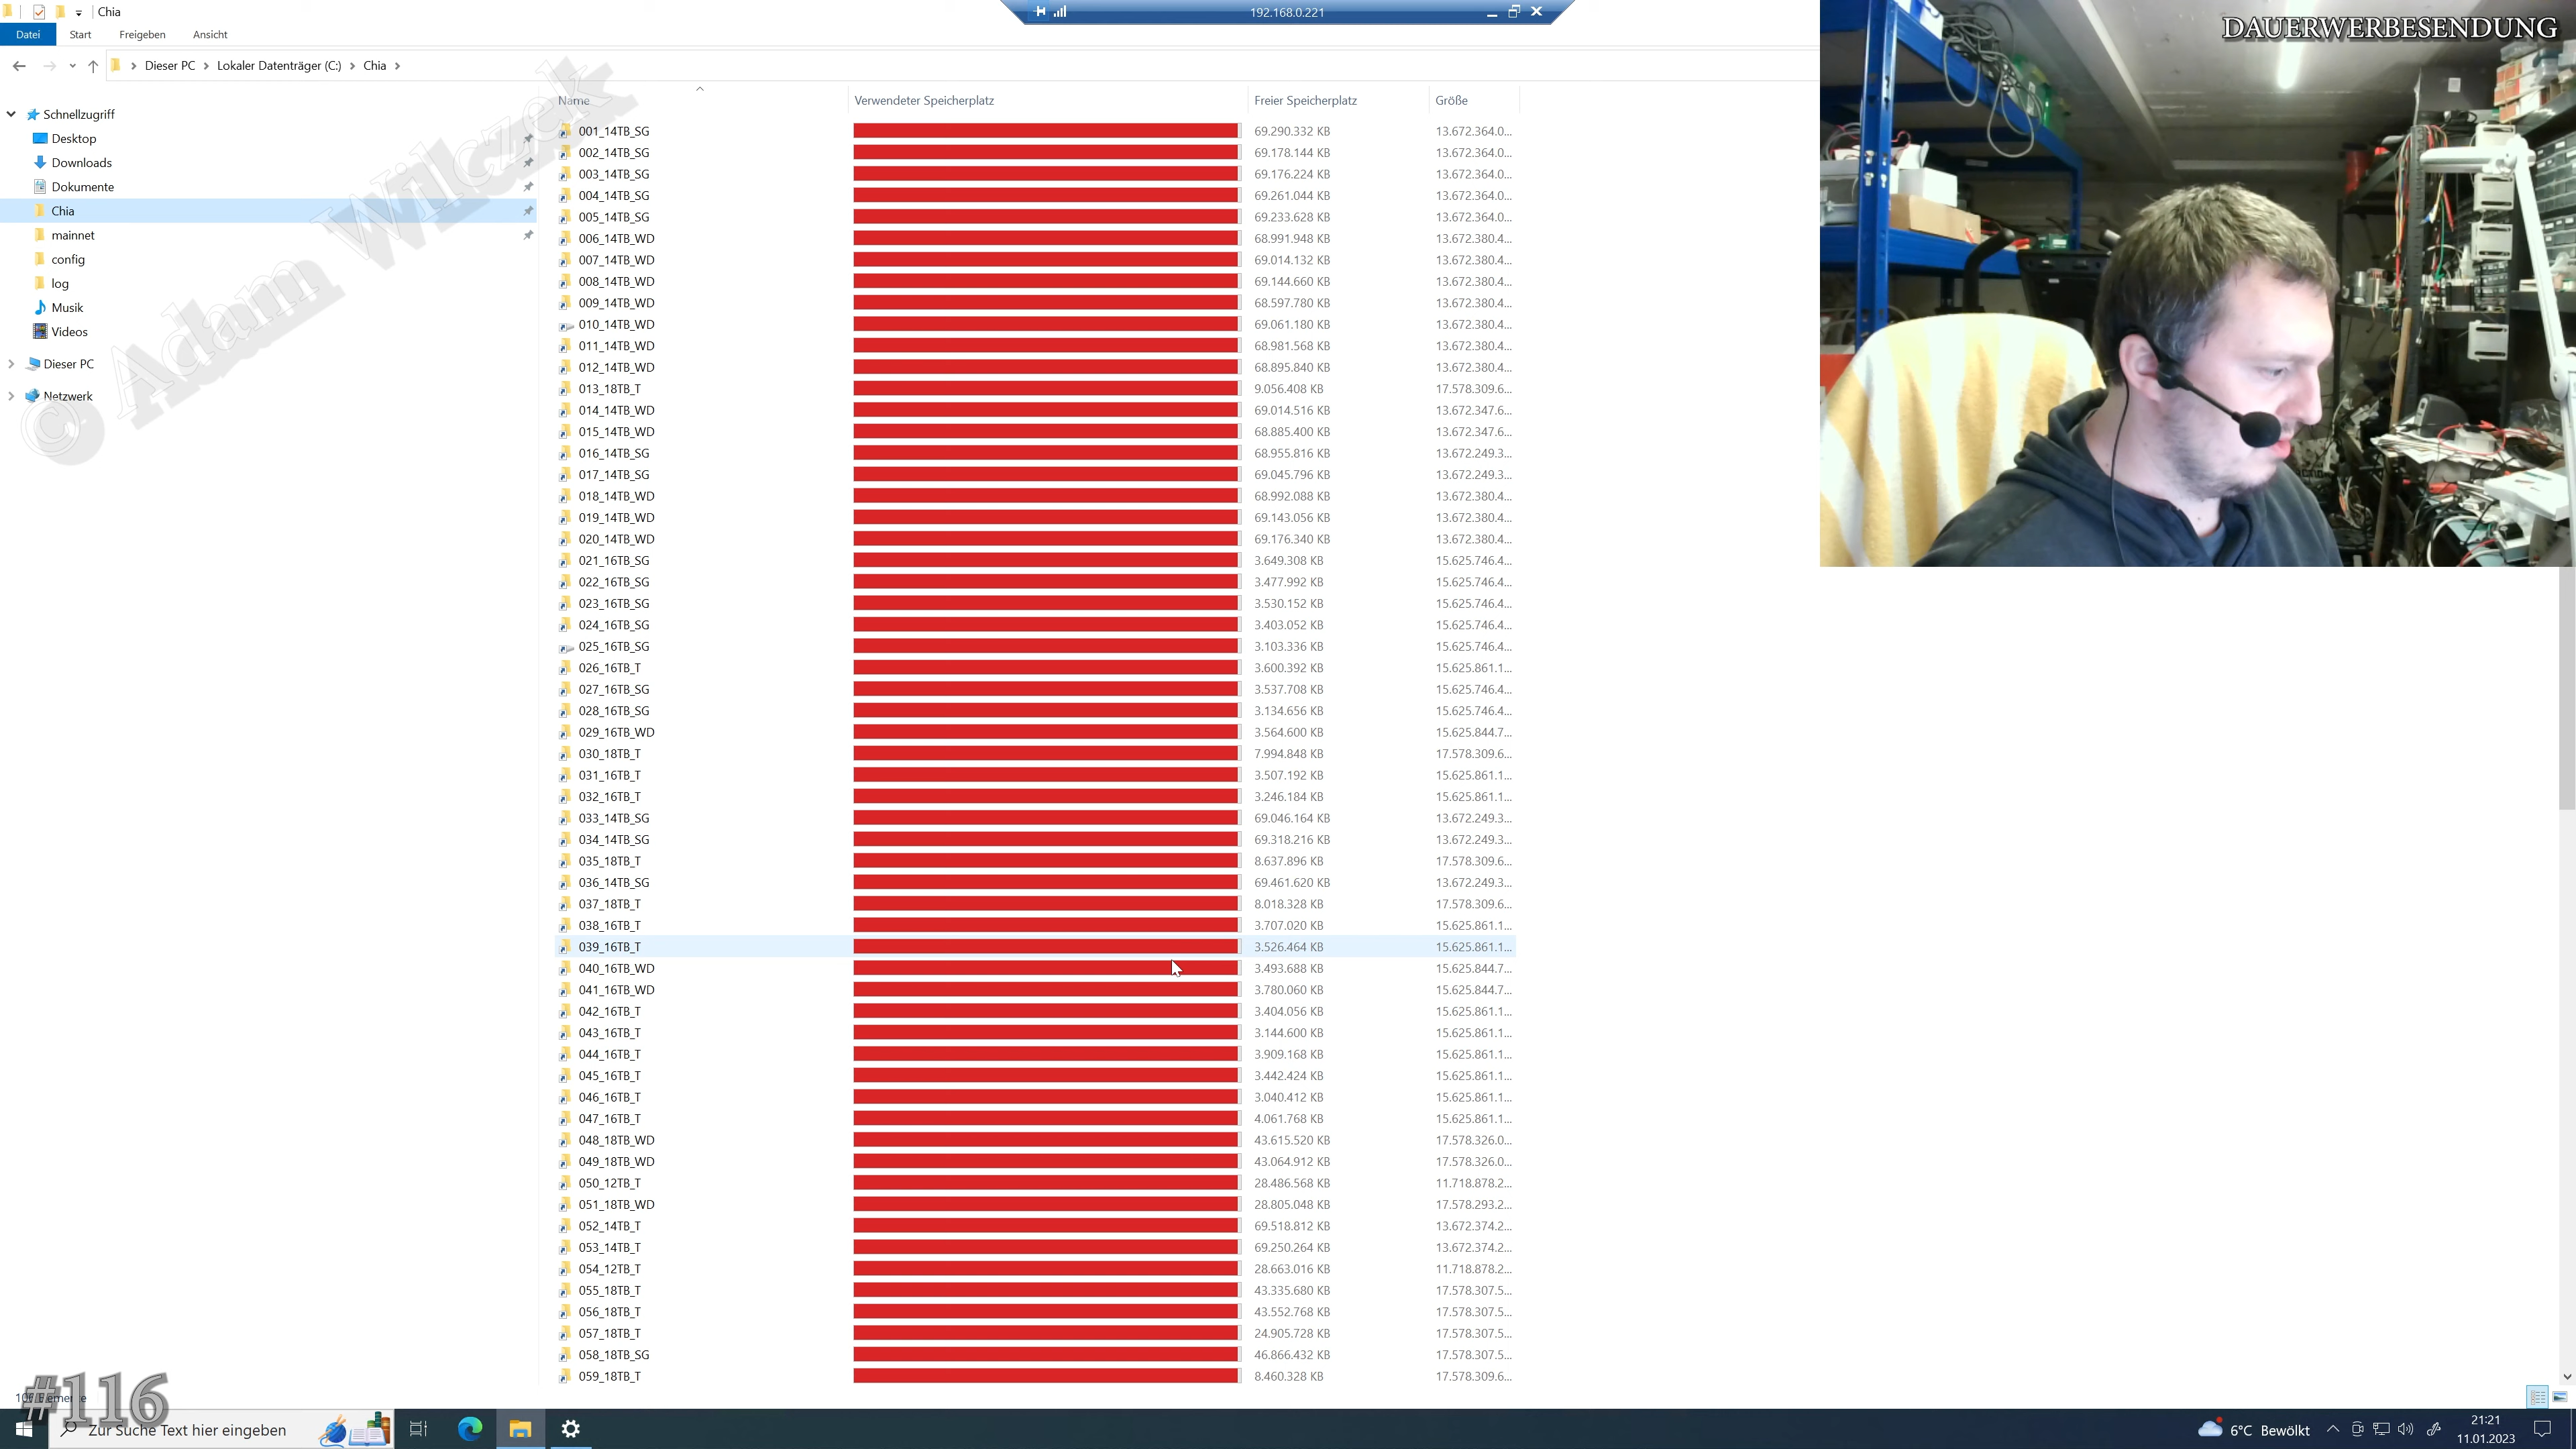 Chia
192.168.0.221
DAUERWERBESENDUNG
Datei Start Freigeben Ansicht
Dieser PC Lokaler Datenträger (C:) Chia
Schnellzugriff
Desktop
Downloads
Dokumente
Chia
mainnet
config
log
Musik
Videos
Dieser PC
Netzwerk
© Adam Wilczek
Name Verwendeter Speicherplatz Freier Speicherplatz Größe
001_14TB_SG 69.290.332 KB 13.672.364.0...
002_14TB_SG 69.178.144 KB 13.672.364.0...
003_14TB_SG 69.176.224 KB 13.672.364.0...
004_14TB_SG 69.261.044 KB 13.672.364.0...
005_14TB_SG 69.233.628 KB 13.672.364.0...
006_14TB_WD 68.991.948 KB 13.672.380.4...
007_14TB_WD 69.014.132 KB 13.672.380.4...
008_14TB_WD 69.144.660 KB 13.672.380.4...
009_14TB_WD 68.597.780 KB 13.672.380.4...
010_14TB_WD 69.061.180 KB 13.672.380.4...
011_14TB_WD 68.981.568 KB 13.672.380.4...
012_14TB_WD 68.895.840 KB 13.672.380.4...
013_18TB_T 9.056.408 KB 17.578.309.6...
014_14TB_WD 69.014.516 KB 13.672.347.6...
015_14TB_WD 68.885.400 KB 13.672.347.6...
016_14TB_SG 68.955.816 KB 13.672.249.3...
017_14TB_SG 69.045.796 KB 13.672.249.3...
018_14TB_WD 68.992.088 KB 13.672.380.4...
019_14TB_WD 69.143.056 KB 13.672.380.4...
020_14TB_WD 69.176.340 KB 13.672.380.4...
021_16TB_SG 3.649.308 KB 15.625.746.4...
022_16TB_SG 3.477.992 KB 15.625.746.4...
023_16TB_SG 3.530.152 KB 15.625.746.4...
024_16TB_SG 3.403.052 KB 15.625.746.4...
025_16TB_SG 3.103.336 KB 15.625.746.4...
026_16TB_T 3.600.392 KB 15.625.861.1...
027_16TB_SG 3.537.708 KB 15.625.746.4...
028_16TB_SG 3.134.656 KB 15.625.746.4...
029_16TB_WD 3.564.600 KB 15.625.844.7...
030_18TB_T 7.994.848 KB 17.578.309.6...
031_16TB_T 3.507.192 KB 15.625.861.1...
032_16TB_T 3.246.184 KB 15.625.861.1...
033_14TB_SG 69.046.164 KB 13.672.249.3...
034_14TB_SG 69.318.216 KB 13.672.249.3...
035_18TB_T 8.637.896 KB 17.578.309.6...
036_14TB_SG 69.461.620 KB 13.672.249.3...
037_18TB_T 8.018.328 KB 17.578.309.6...
038_16TB_T 3.707.020 KB 15.625.861.1...
039_16TB_T 3.526.464 KB 15.625.861.1...
040_16TB_WD 3.493.688 KB 15.625.844.7...
041_16TB_WD 3.780.060 KB 15.625.844.7...
042_16TB_T 3.404.056 KB 15.625.861.1...
043_16TB_T 3.144.600 KB 15.625.861.1...
044_16TB_T 3.909.168 KB 15.625.861.1...
045_16TB_T 3.442.424 KB 15.625.861.1...
046_16TB_T 3.040.412 KB 15.625.861.1...
047_16TB_T 4.061.768 KB 15.625.861.1...
048_18TB_WD 43.615.520 KB 17.578.326.0...
049_18TB_WD 43.064.912 KB 17.578.326.0...
050_12TB_T 28.486.568 KB 11.718.878.2...
051_18TB_WD 28.805.048 KB 17.578.293.2...
052_14TB_T 69.518.812 KB 13.672.374.2...
053_14TB_T 69.250.264 KB 13.672.374.2...
054_12TB_T 28.663.016 KB 11.718.878.2...
055_18TB_T 43.335.680 KB 17.578.307.5...
056_18TB_T 43.552.768 KB 17.578.307.5...
057_18TB_T 24.905.728 KB 17.578.307.5...
058_18TB_SG 46.866.432 KB 17.578.307.5...
059_18TB_T 8.460.328 KB 17.578.309.6...
#116
Zur Suche Text hier eingeben
6°C Bewölkt
21:21
11.01.2023